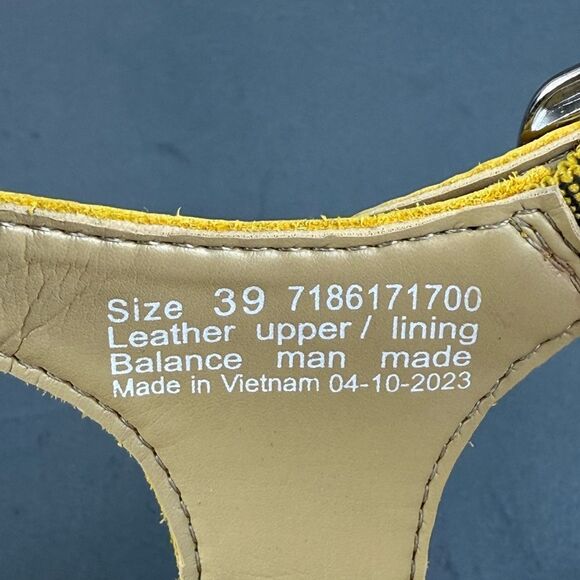 Size 39 7186171700
Leather upper/ lining
Balance man made
Made in Vietnam 04-10-2023